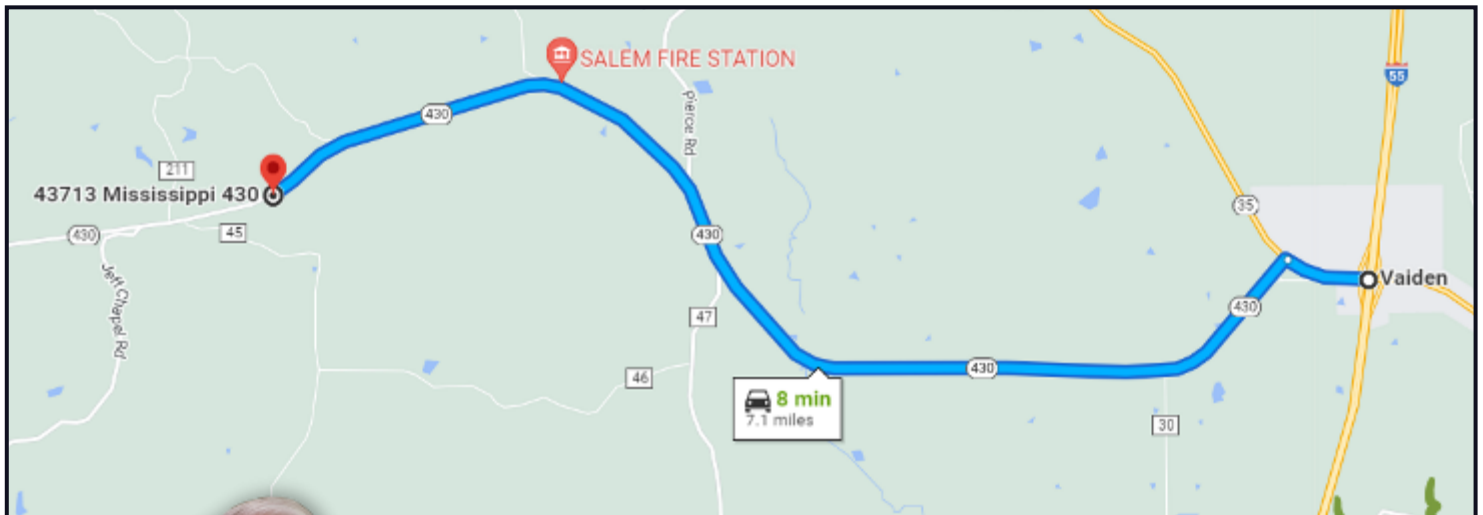 SALEM FIRE STATION
55
430
Pierce Rd
211
43713 Mississippi 430
35
430
45
430
Jeff Chapel Rd
Vaiden
430
47
430
46
8 min
7.1 miles
30